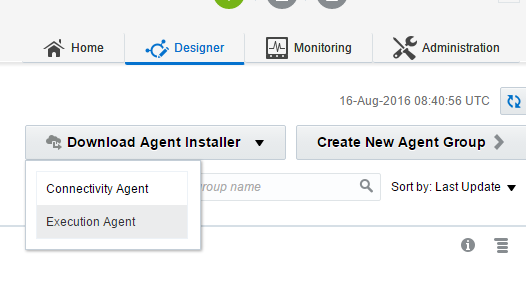 Home Designer Monitoring Administration
16-Aug-2016 08:40:56 UTC
Download Agent Installer Create New Agent Group
Connectivity Agent
group name Sort by: Last Update
Execution Agent